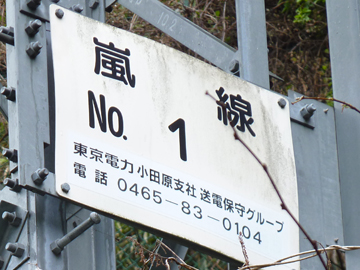 嵐線
No. 1
東京電力 小田原支社 送電保守グループ
電話 0465-83-0104